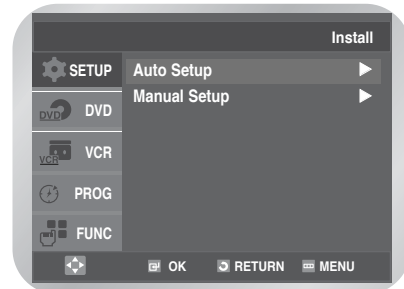 Install
SETUP
Auto Setup
DVD DVD
Manual Setup
VCR VCR
PROG
FUNC
OK RETURN MENU